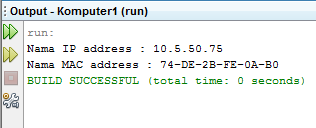 Output - Komputer1 (run)
run:
Nama IP address : 10.5.50.75
Nama MAC address : 74-DE-2B-FE-0A-B0
BUILD SUCCESSFUL (total time: 0 seconds)